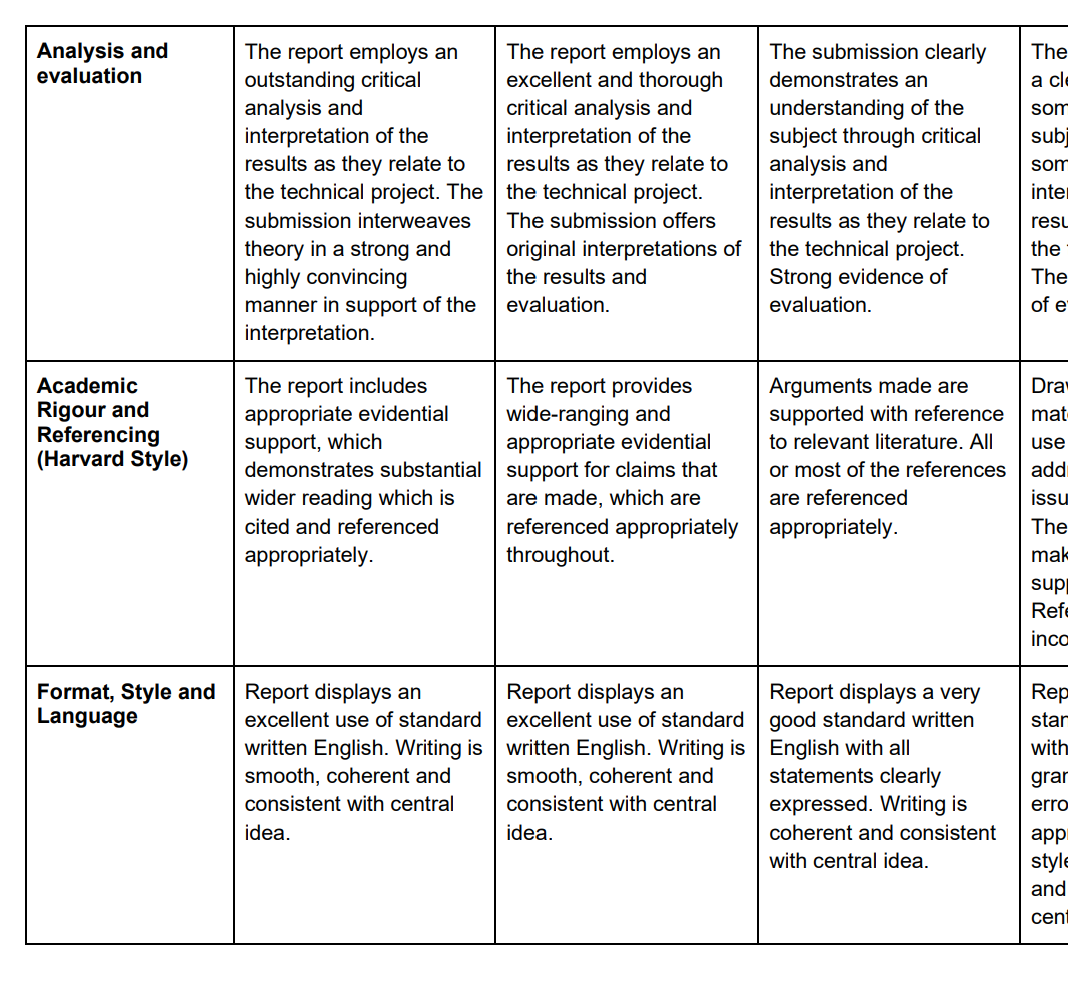 Analysis and
evaluation
The report employs an
outstanding critical
analysis and
interpretation of the
results as they relate to
the technical project. The
submission interweaves
theory in a strong and
highly convincing
manner in support of the
interpretation.
The report employs an
excellent and thorough
critical analysis and
interpretation of the
results as they relate to
the technical project.
The submission offers
original interpretations of
the results and
evaluation.
The submission clearly
demonstrates an
understanding of the
subject through critical
analysis and
interpretation of the
results as they relate to
the technical project.
Strong evidence of
evaluation.
The
a
the
The
of
Academic
Rigour and
Referencing
(Harvard Style)
The report includes
appropriate evidential
support, which
demonstrates substantial
wider reading which is
cited and referenced
appropriately.
The report provides
wide-ranging and
appropriate evidential
support for claims that
are made, which are
referenced appropriately
throughout.
Arguments made are
supported with reference
to relevant literature. All
or most of the references
are referenced
appropriately.
use
Format, Style and
Language
Report displays an
excellent use of standard
written English. Writing is
smooth, coherent and
consistent with central
idea.
Report displays an
excellent use of standard
written English. Writing is
smooth, coherent and
consistent with central
idea.
Report displays a very
good standard written
English with all
statements clearly
expressed. Writing is
coherent and consistent
with central idea.
and